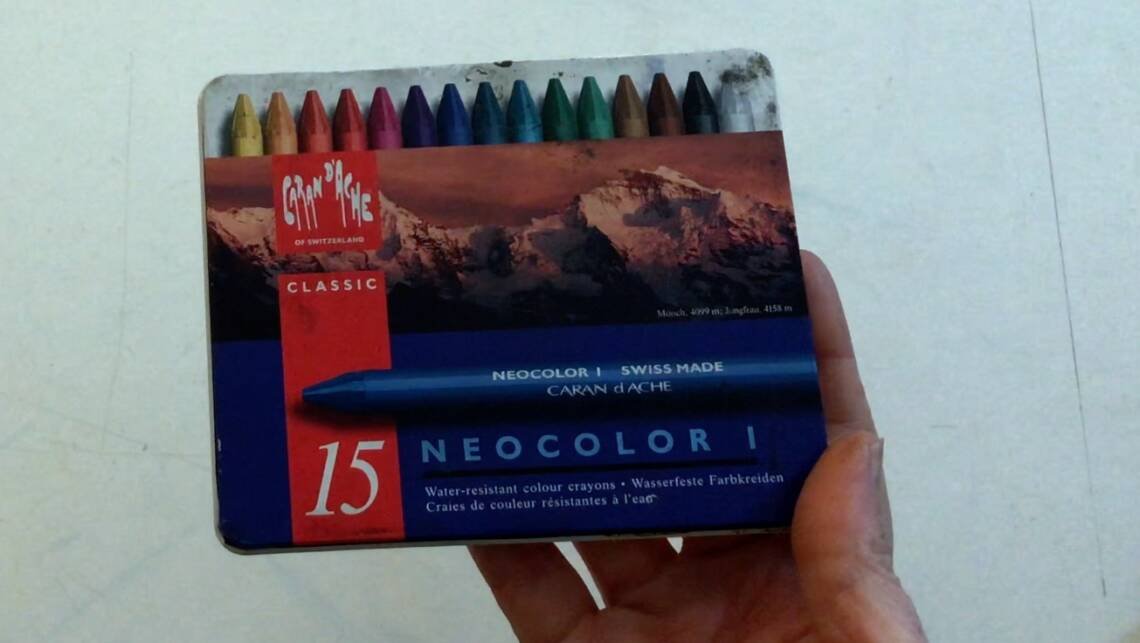 CARAN D'ACHE
OF SWITZERLAND
CLASSIC
Mönch, 4099 m; Jungfrau, 4158 m
NEOCOLOR I SWISS MADE
CARAN d'ACHE
NEOCOLOR I
15
Water-resistant colour crayons • Wasserfeste Farbkreiden
Craies de couleur résistantes à l'eau